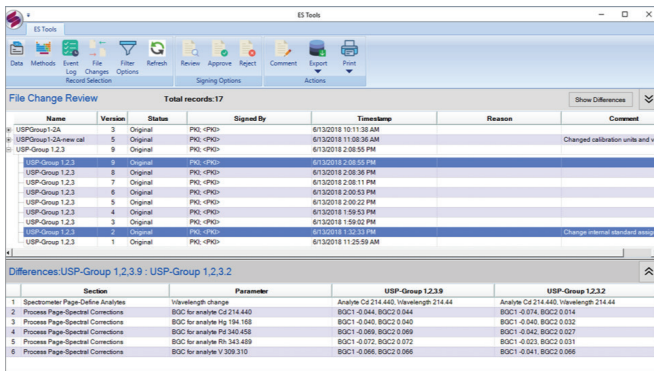 ES Tools
ES Tools
Data Methods Event Log File Changes Filter Options Refresh Review Approve Reject Comment Export Print
Record Selection Signing Options Actions
File Change Review Total records:17 Show Differences
Name Version Status Signed By Timestamp Reason Comment
USPGroup1-2A 3 Original PKI; <PKI> 6/13/2018 10:11:38 AM
USPGroup1-2A-new cal 5 Original PKI; <PKI> 6/13/2018 11:08:36 AM Changed calibration units and v
USP-Group 1,2,3 9 Original PKI; <PKI> 6/13/2018 2:08:55 PM
USP-Group 1,2,3 9 Original PKI; <PKI> 6/13/2018 2:08:55 PM
USP-Group 1,2,3 8 Original PKI; <PKI> 6/13/2018 2:08:36 PM
USP-Group 1,2,3 7 Original PKI; <PKI> 6/13/2018 2:08:11 PM
USP-Group 1,2,3 6 Original PKI; <PKI> 6/13/2018 2:00:53 PM
USP-Group 1,2,3 5 Original PKI; <PKI> 6/13/2018 2:00:22 PM
USP-Group 1,2,3 4 Original PKI; <PKI> 6/13/2018 1:59:53 PM
USP-Group 1,2,3 3 Original PKI; <PKI> 6/13/2018 1:59:02 PM
USP-Group 1,2,3 2 Original PKI; <PKI> 6/13/2018 1:32:33 PM Change internal standard assig
USP-Group 1,2,3 1 Original PKI; <PKI> 6/13/2018 11:25:59 AM
Differences:USP-Group 1,2,3.9 : USP-Group 1,2,3.2
Section Parameter USP-Group 1,2,3.9 USP-Group 1,2,3.2
1 Spectrometer Page-Define Analytes Wavelength change Analyte Cd 214.440, Wavelength 214.44 Analyte Cd 214.440, Wavelength 214.44
2 Process Page-Spectral Corrections BGC for analyte Cd 214.440 BGC1 -0.044, BGC2 0.044 BGC1 -0.074, BGC2 0.014
3 Process Page-Spectral Corrections BGC for analyte Hg 194.168 BGC1 -0.040, BGC2 0.040 BGC1 -0.040, BGC2 0.032
4 Process Page-Spectral Corrections BGC for analyte Pd 340.458 BGC1 -0.069, BGC2 0.069 BGC1 -0.042, BGC2 0.027
5 Process Page-Spectral Corrections BGC for analyte Rh 343.489 BGC1 -0.072, BGC2 0.072 BGC1 -0.023, BGC2 0.031
6 Process Page-Spectral Corrections BGC for analyte V 309.310 BGC1 -0.066, BGC2 0.066 BGC1 -0.041, BGC2 0.066